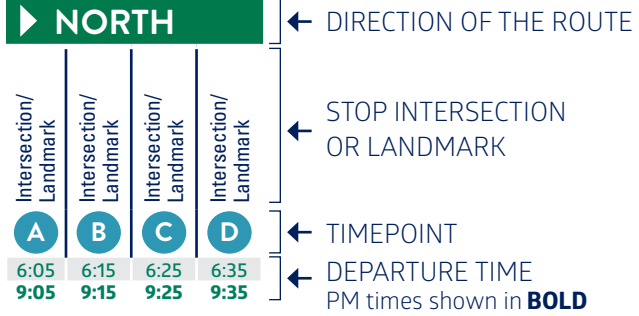 NORTH
DIRECTION OF THE ROUTE
Intersection/
Landmark
Intersection/
Landmark
Intersection/
Landmark
Intersection/
Landmark
STOP INTERSECTION
OR LANDMARK
A B C D
TIMEPOINT
6:05 6:15 6:25 6:35
9:05 9:15 9:25 9:35
DEPARTURE TIME
PM times shown in BOLD